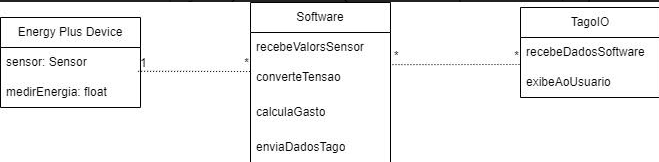 Energy Plus Device
sensor: Sensor
medirEnergia: float
1
*
Software
recebeValorsSensor
converteTensao
calculaGasto
enviaDadosTago
*
*
TagoIO
recebeDadosSoftware
exibeAoUsuario